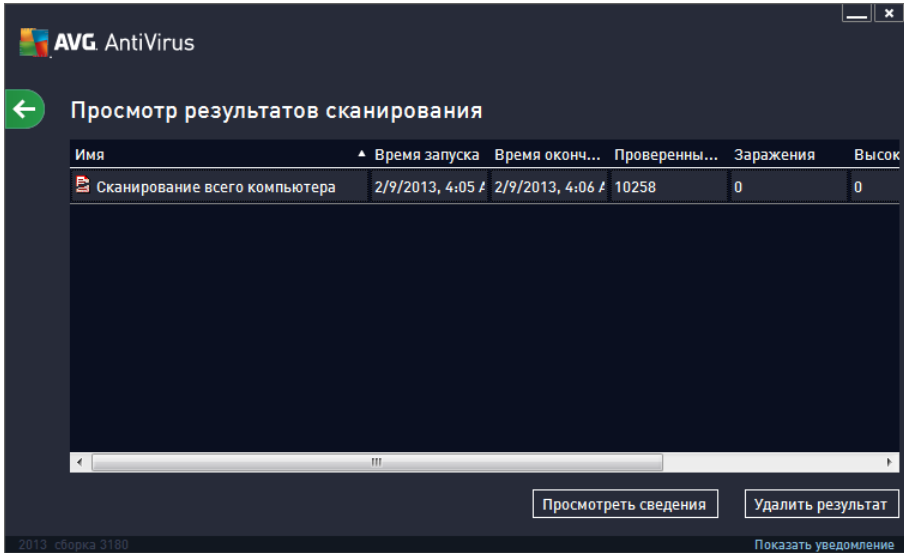 AVG. AntiVirus
Просмотр результатов сканирования
Имя Время запуска Время оконч... Проверенны... Заражения Высок
Сканирование всего компьютера 2/9/2013, 4:05 A 2/9/2013, 4:06 A 10258 0 0
Просмотреть сведения Удалить результат
2013 сборка 3180 Показать уведомление